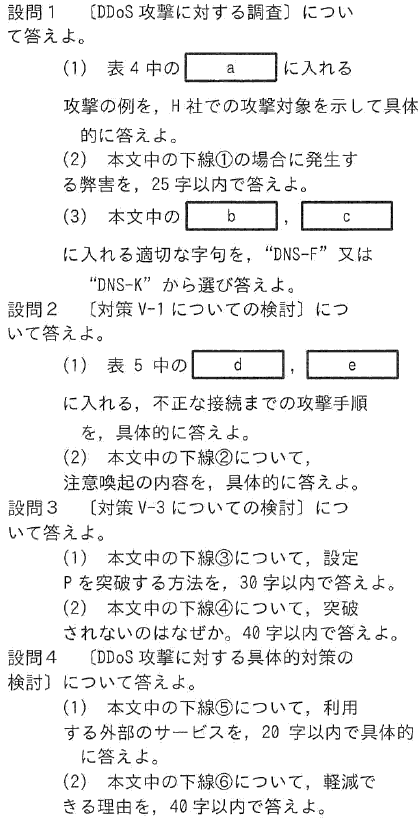 設問1 〔DDoS 攻撃に対する調査〕につい
て答えよ。
(1) 表4中の a に入れる
攻撃の例を，H 社での攻撃対象を示して具体
的に答えよ。
(2) 本文中の下線①の場合に発生す
る弊害を，25 字以内で答えよ。
(3) 本文中の b ， c
に入れる適切な字句を，“DNS-F”又は
“DNS-K”から選び答えよ。
設問2 〔対策 V-1 についての検討〕につ
いて答えよ。
(1) 表 5 中の d ， e
に入れる，不正な接続までの攻撃手順
を，具体的に答えよ。
(2) 本文中の下線②について，
注意喚起の内容を，具体的に答えよ。
設問3 〔対策 V-3 についての検討〕につ
いて答えよ。
(1) 本文中の下線③について，設定
P を突破する方法を，30 字以内で答えよ。
(2) 本文中の下線④について，突破
されないのはなぜか。40 字以内で答えよ。
設問4 〔DDoS 攻撃に対する具体的対策の
検討〕について答えよ。
(1) 本文中の下線⑤について，利用
する外部のサービスを，20 字以内で具体的
に答えよ。
(2) 本文中の下線⑥について，軽減で
きる理由を，40 字以内で答えよ。